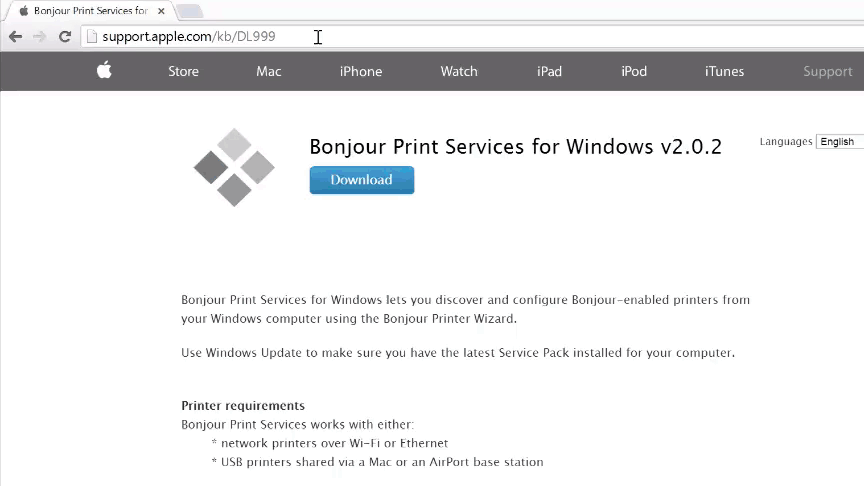 Bonjour Print Services for
support.apple.com/kb/DL999
Store Mac iPhone Watch iPad iPod iTunes Support
Bonjour Print Services for Windows v2.0.2
Languages English
Download
Bonjour Print Services for Windows lets you discover and configure Bonjour-enabled printers from
your Windows computer using the Bonjour Printer Wizard.
Use Windows Update to make sure you have the latest Service Pack installed for your computer.
Printer requirements
Bonjour Print Services works with either:
* network printers over Wi-Fi or Ethernet
* USB printers shared via a Mac or an AirPort base station